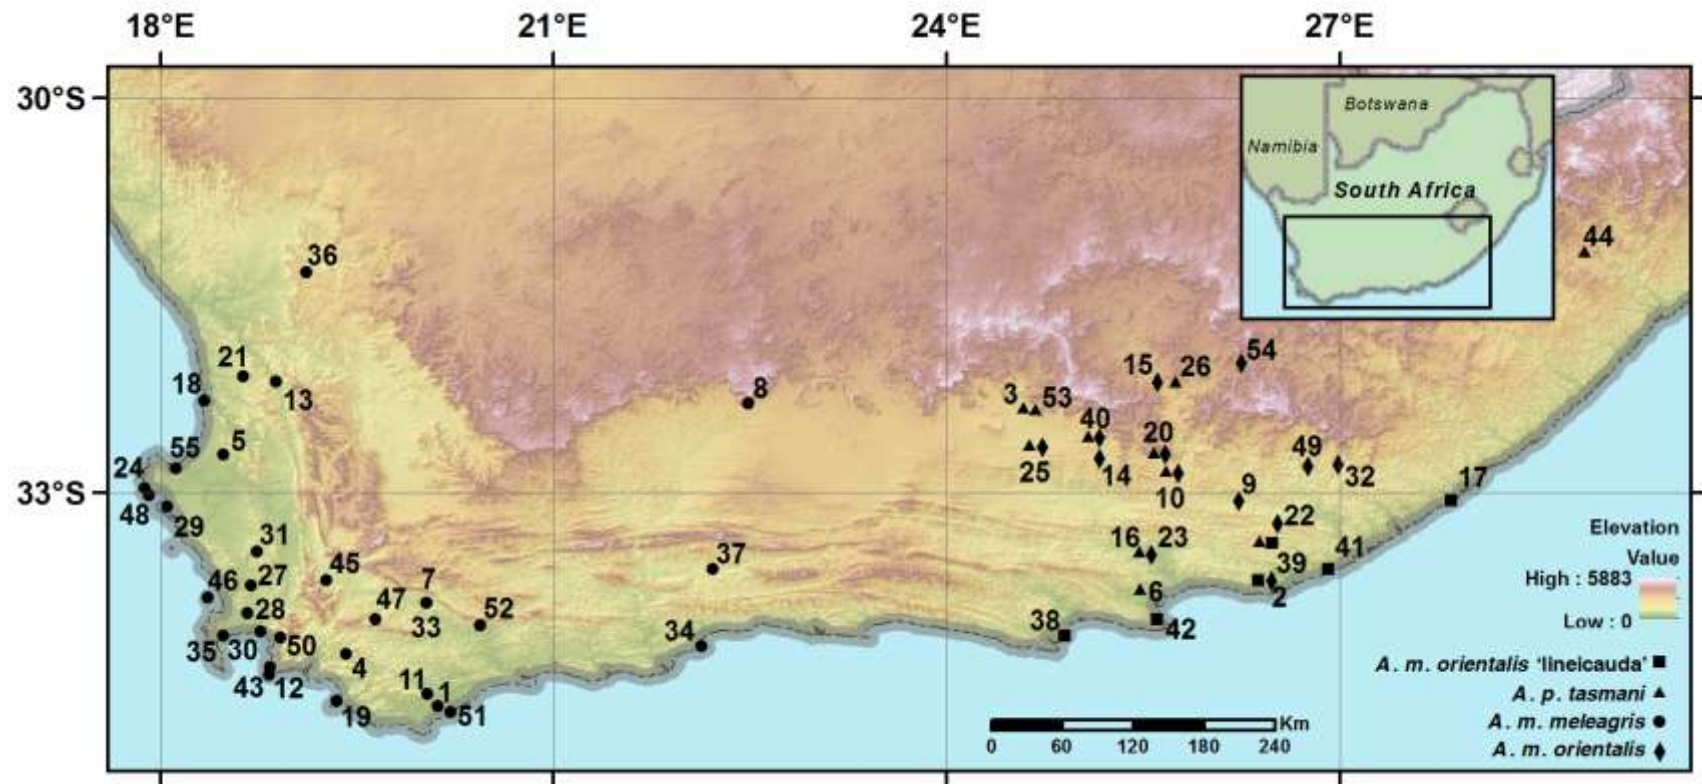 18°E 21°E 24°E 27°E
30°S
Botswana
Namibia
South Africa
44
36
54
15 26
21
18
13
8
3 53
40
20
49
55 5
24
25
14
10
32
33°S
9
17
48
29
22
31
16 23
Elevation
Value
45
37
39
41
High : 5883
46 27
7
6
2
47
52
28
33
Low : 0
38
42
34
35 30 50
4
A. m. orientalis 'lineicauda'
43 12
11 1
A. p. tasmani
19
51
Km
A. m. meleagris
0 60 120 180 240
A. m. orientalis